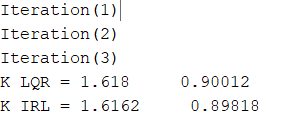 Iteration(1)
Iteration(2)
Iteration(3)
K LQR = 1.618     0.90012
K IRL = 1.6162     0.89818